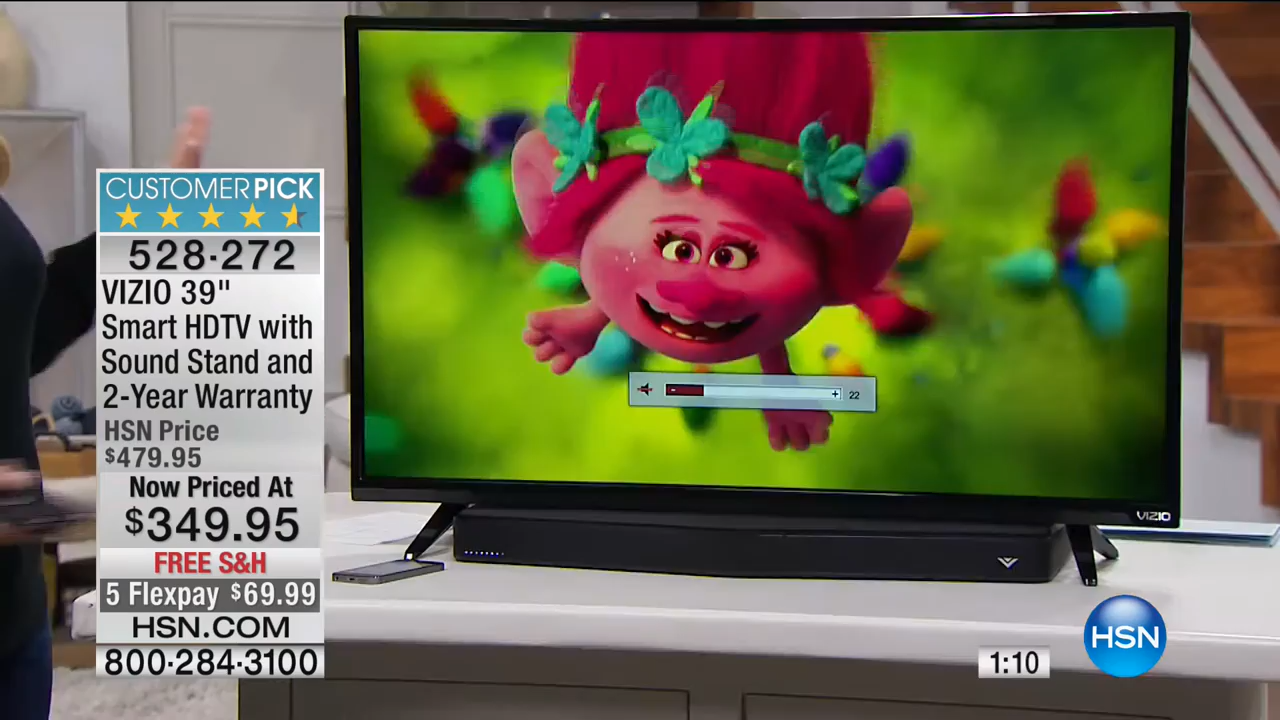 CUSTOMER PICK
528·272
VIZIO 39"
Smart HDTV with
Sound Stand and
2-Year Warranty
HSN Price
$479.95
Now Priced At
$349.95
FREE S&H
5 Flexpay $69.99
HSN.COM
800·284·3100
- + 22
VIZIO
HSN
1:10